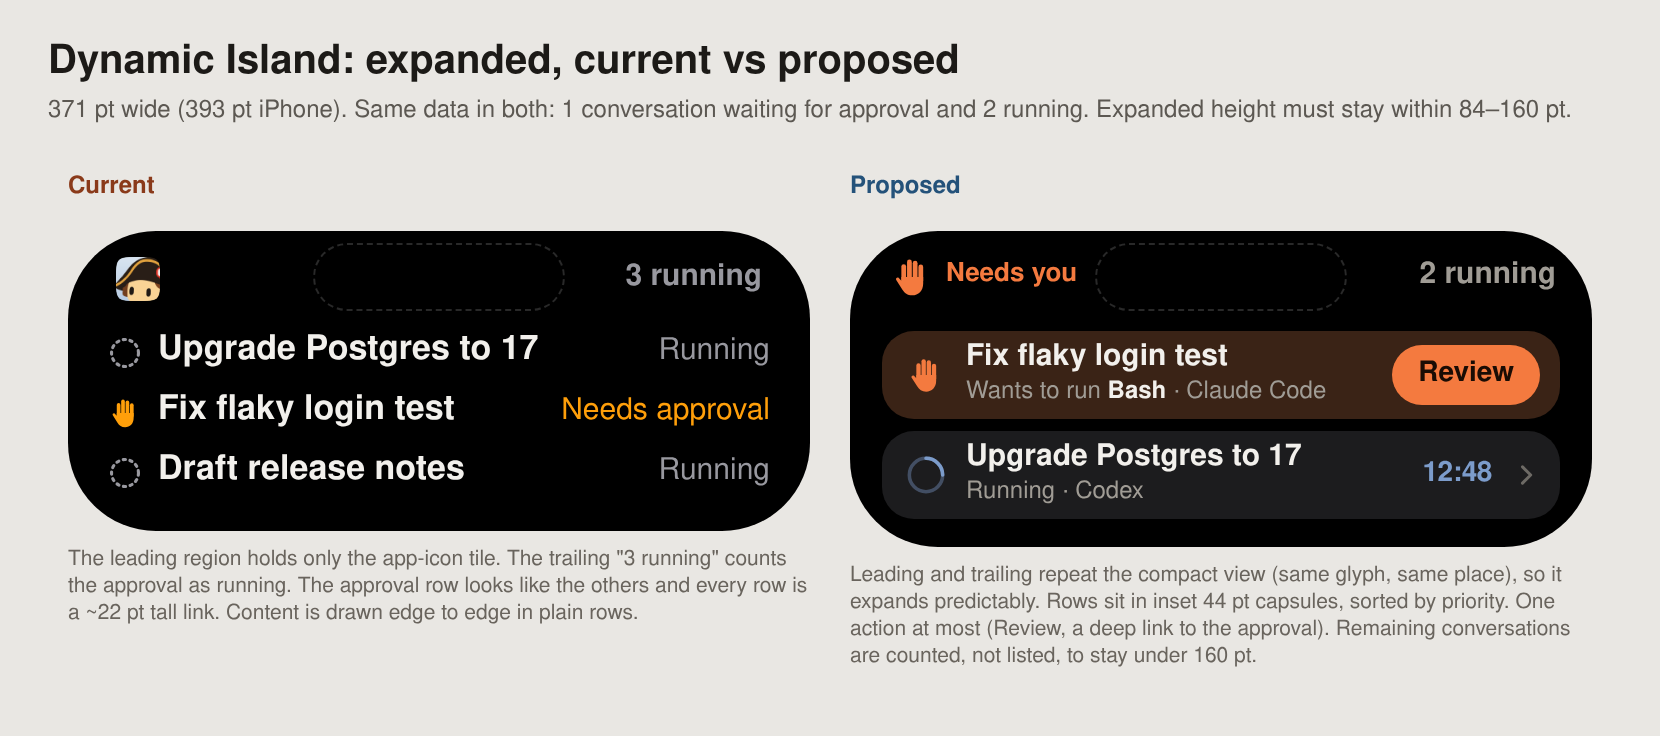 Dynamic Island: expanded, current vs proposed
371 pt wide (393 pt iPhone). Same data in both: 1 conversation waiting for approval and 2 running. Expanded height must stay within 84–160 pt.
Current
3 running
Upgrade Postgres to 17 Running
Fix flaky login test Needs approval
Draft release notes Running
The leading region holds only the app-icon tile. The trailing "3 running" counts
the approval as running. The approval row looks like the others and every row is
a ~22 pt tall link. Content is drawn edge to edge in plain rows.
Proposed
Needs you 2 running
Fix flaky login test
Wants to run Bash · Claude Code
Review
Upgrade Postgres to 17
Running · Codex
12:48
Leading and trailing repeat the compact view (same glyph, same place), so it
expands predictably. Rows sit in inset 44 pt capsules, sorted by priority. One
action at most (Review, a deep link to the approval). Remaining conversations
are counted, not listed, to stay under 160 pt.